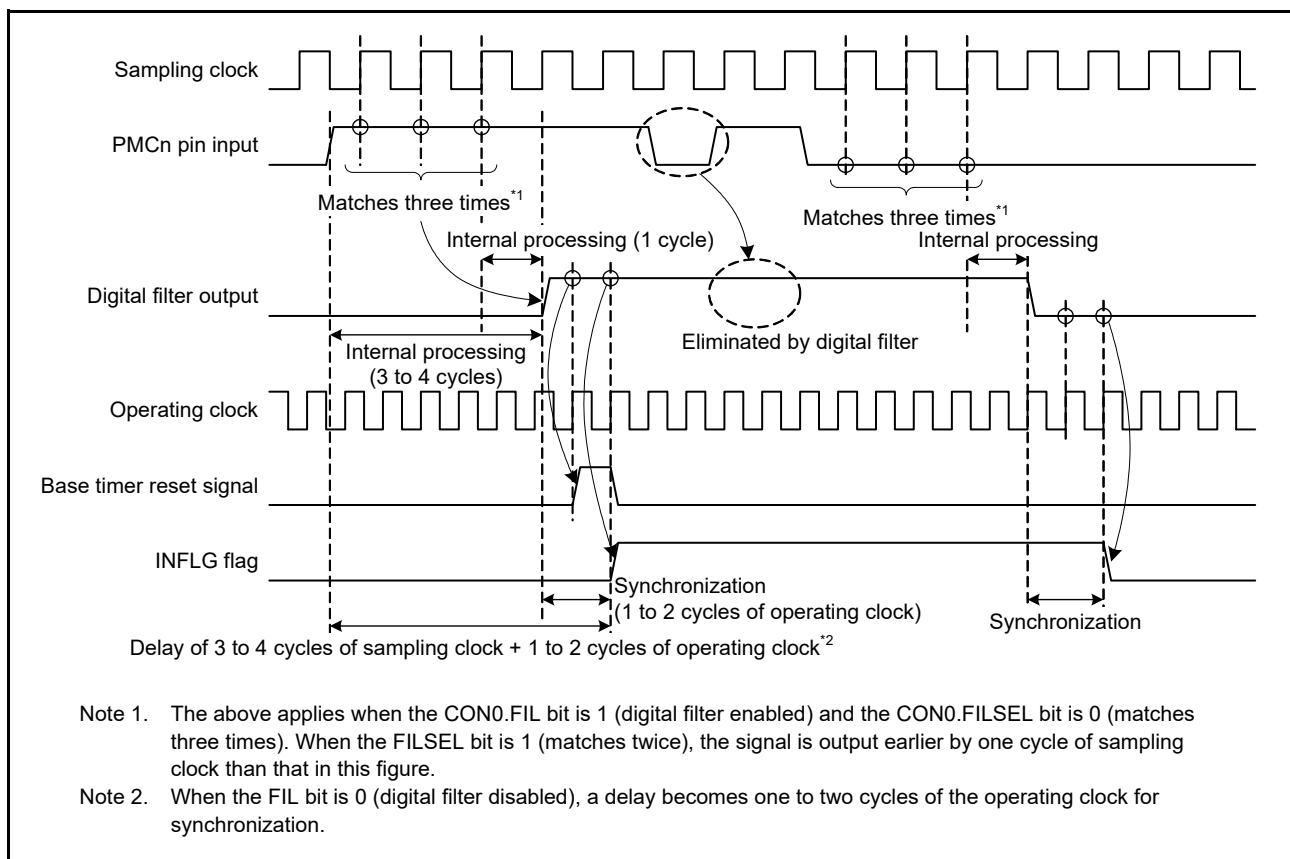 Sampling clock
PMCn pin input
Matches three times*1
Matches three times*1
Internal processing (1 cycle)
Internal processing
Digital filter output
Internal processing
(3 to 4 cycles)
Eliminated by digital filter
Operating clock
Base timer reset signal
INFLG flag
Synchronization
(1 to 2 cycles of operating clock)
Synchronization
Delay of 3 to 4 cycles of sampling clock + 1 to 2 cycles of operating clock*2
Note 1. The above applies when the CON0.FIL bit is 1 (digital filter enabled) and the CON0.FILSEL bit is 0 (matches
three times). When the FILSEL bit is 1 (matches twice), the signal is output earlier by one cycle of sampling
clock than that in this figure.
Note 2. When the FIL bit is 0 (digital filter disabled), a delay becomes one to two cycles of the operating clock for
synchronization.